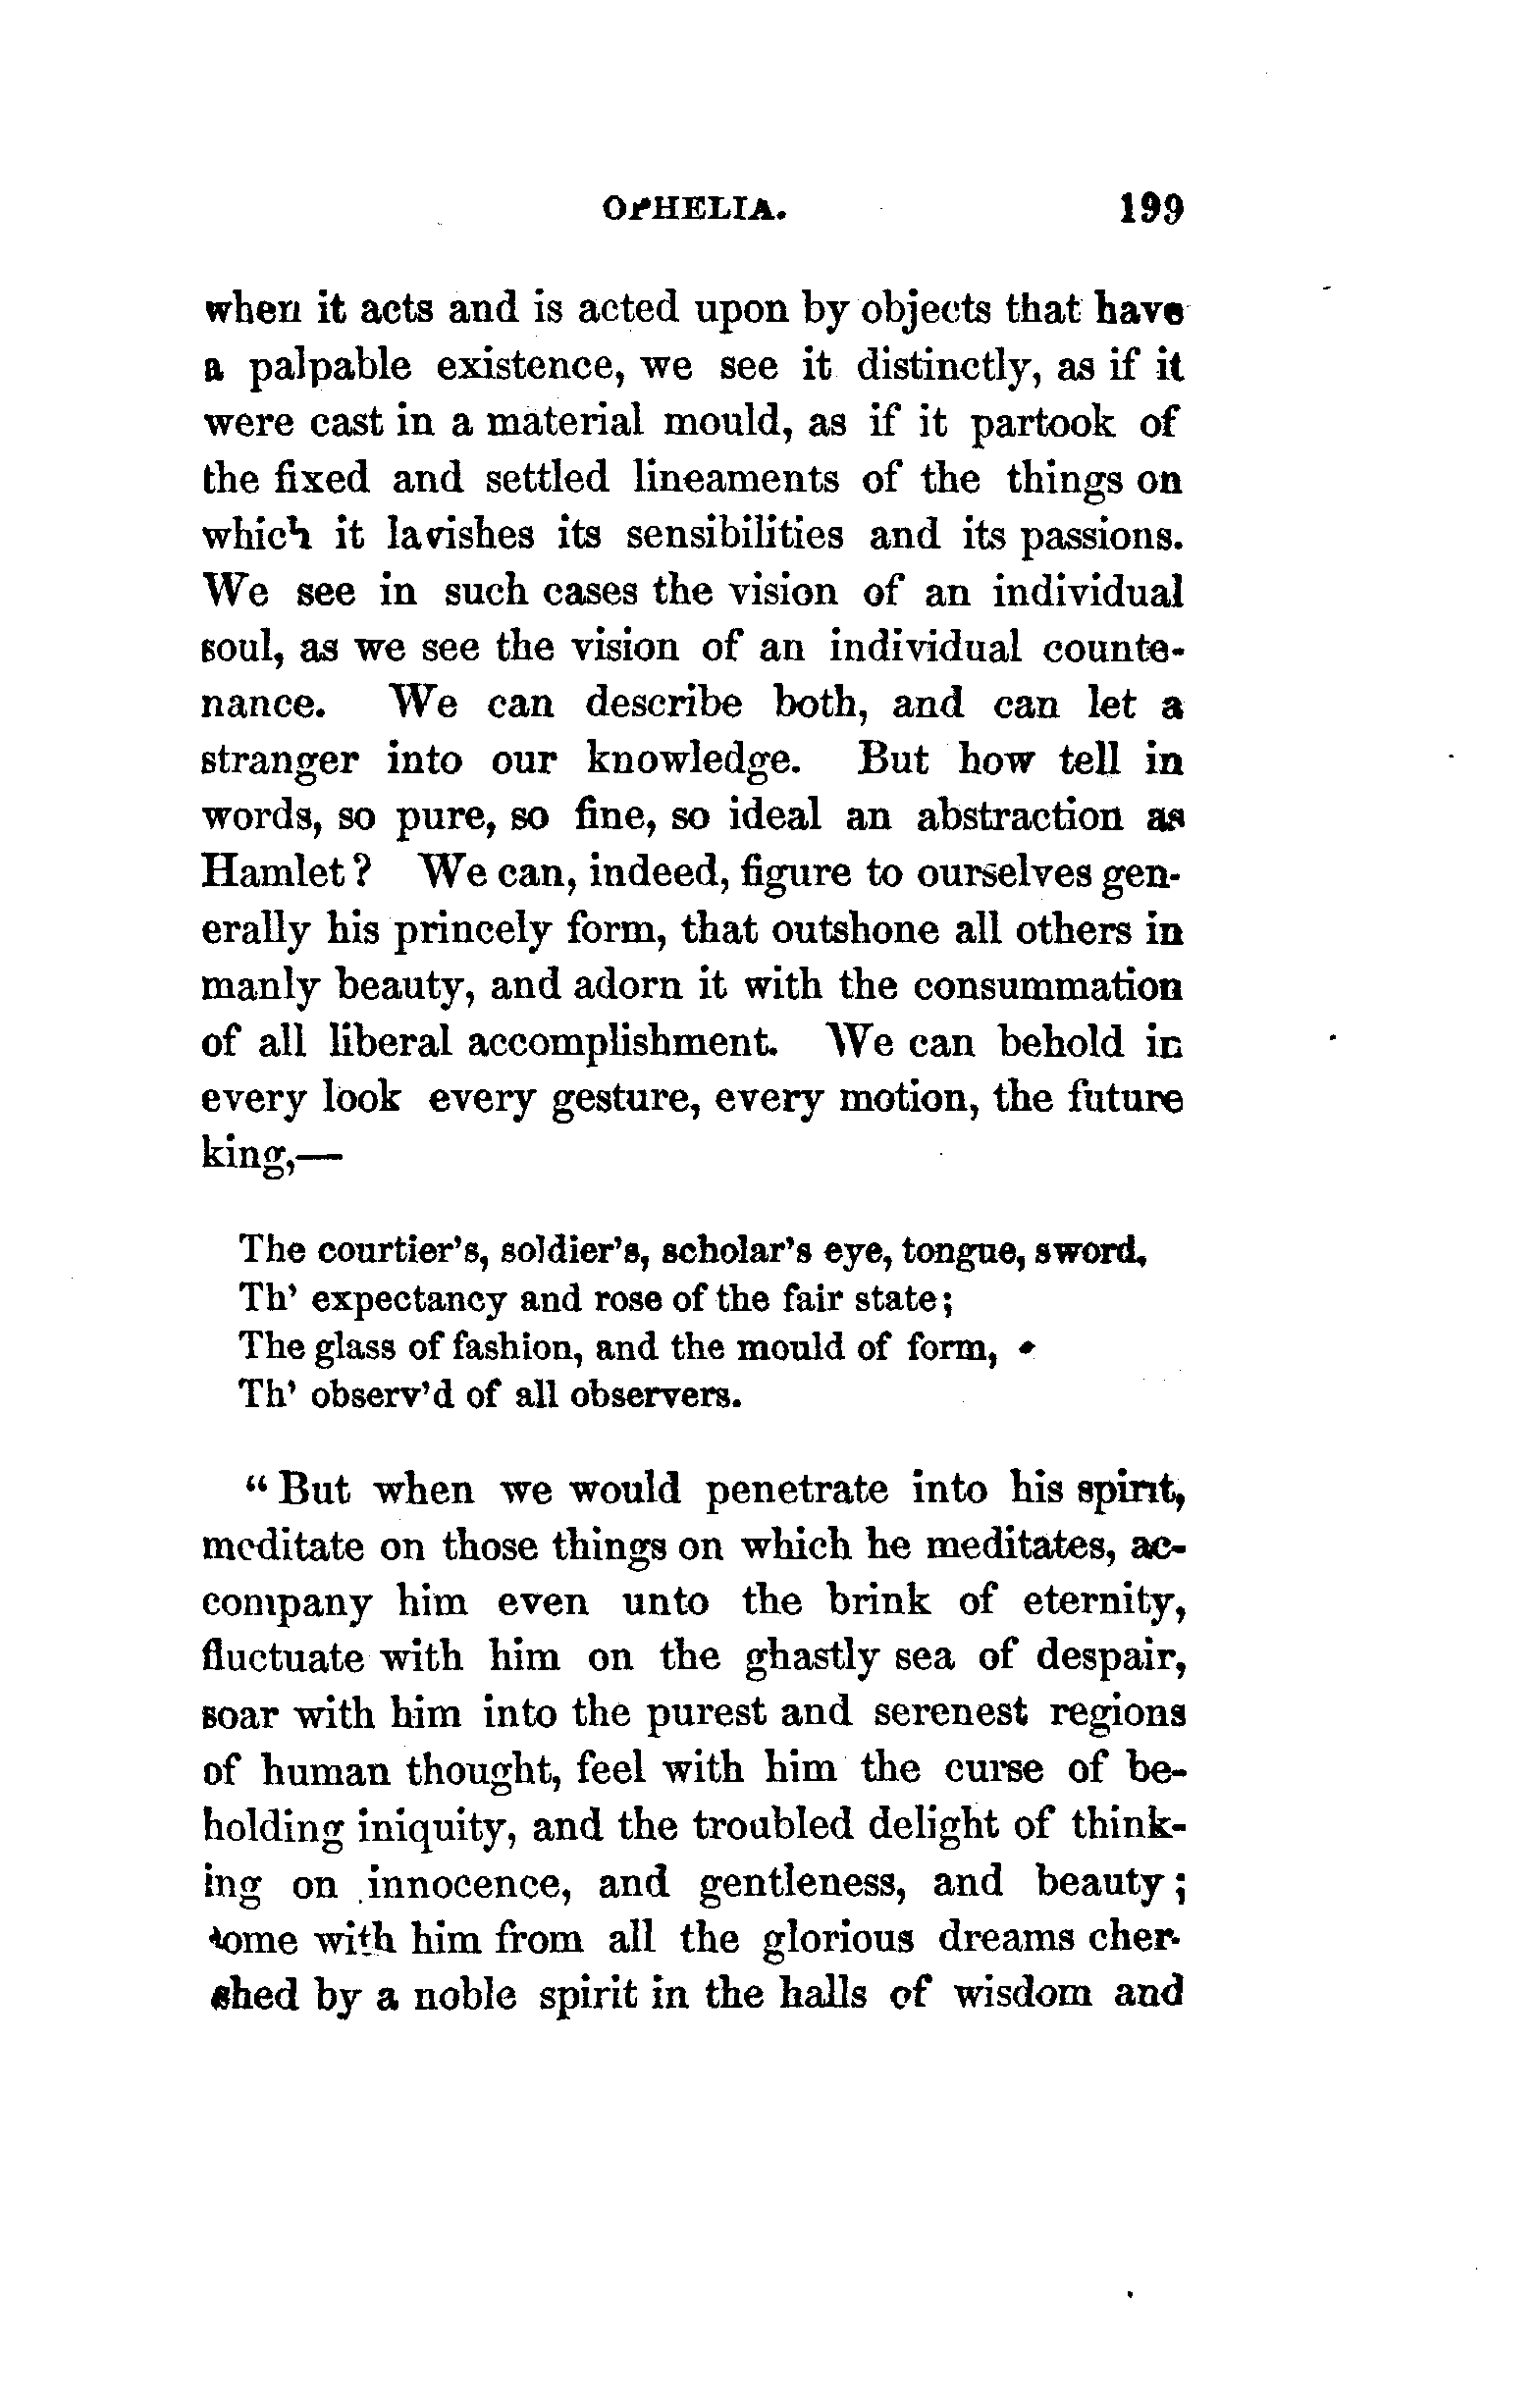 OPHELIA. 199
when it acts and is acted upon by objects that have
a palpable existence, we see it distinctly, as if it
were cast in a material mould, as if it partook of
the fixed and settled lineaments of the things on
which it lavishes its sensibilities and its passions.
We see in such cases the vision of an individual
soul, as we see the vision of an individual counte-
nance. We can describe both, and can let a
stranger into our knowledge. But how tell in
words, so pure, so fine, so ideal an abstraction as
Hamlet? We can, indeed, figure to ourselves gen-
erally his princely form, that outshone all others in
manly beauty, and adorn it with the consummation
of all liberal accomplishment. We can behold in
every look every gesture, every motion, the future
king,—
The courtier's, soldier's, scholar's eye, tongue, sword,
Th' expectancy and rose of the fair state;
The glass of fashion, and the mould of form,
Th' observ'd of all observers.
"But when we would penetrate into his spirit,
meditate on those things on which he meditates, ac-
company him even unto the brink of eternity,
fluctuate with him on the ghastly sea of despair,
soar with him into the purest and serenest regions
of human thought, feel with him the curse of be-
holding iniquity, and the troubled delight of think-
ing on innocence, and gentleness, and beauty;
come with him from all the glorious dreams cher-
ished by a noble spirit in the halls of wisdom and